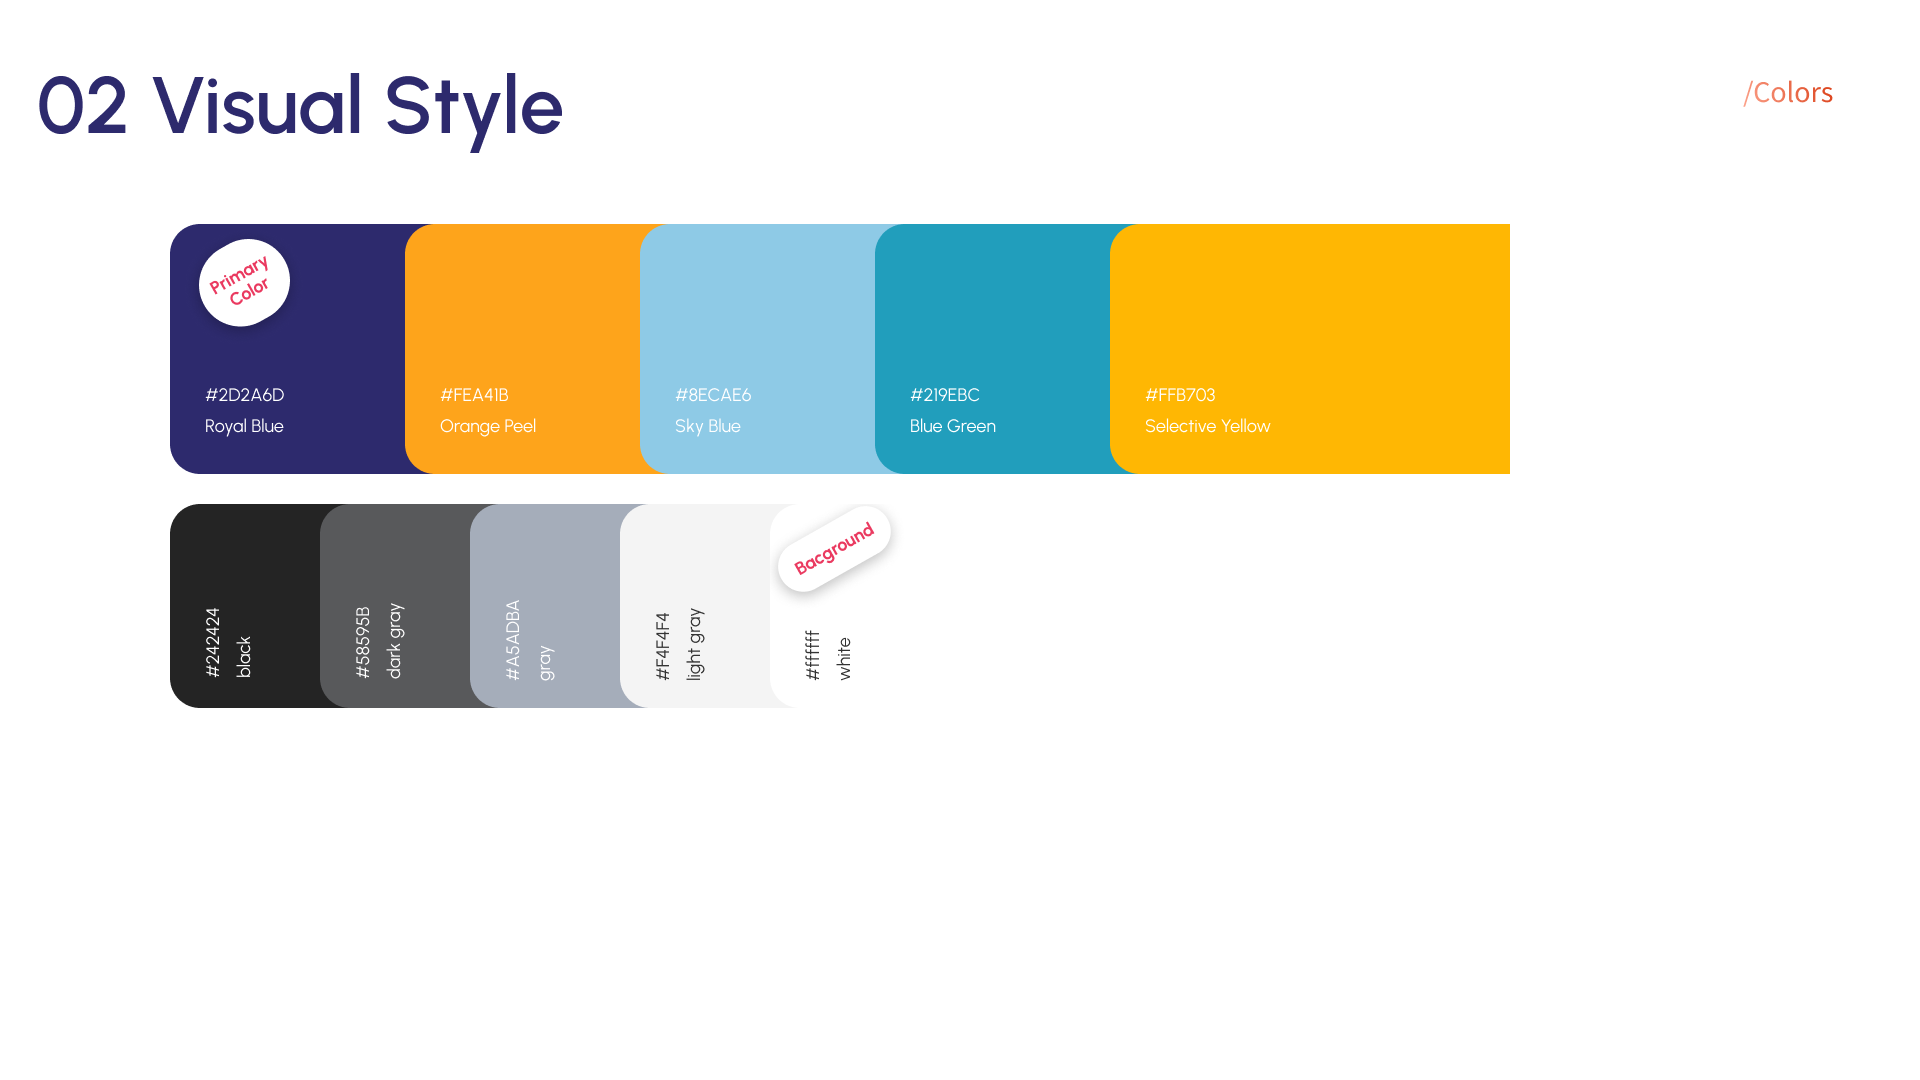 02 Visual Style
/Colors
Primary
Color
#2D2A6D
Royal Blue
#FEA41B
Orange Peel
#8ECAE6
Sky Blue
#219EBC
Blue Green
#FFB703
Selective Yellow
#242424
black
#58595B
dark gray
#A5ADBA
gray
#F4F4F4
light gray
Bacground
#ffffff
white